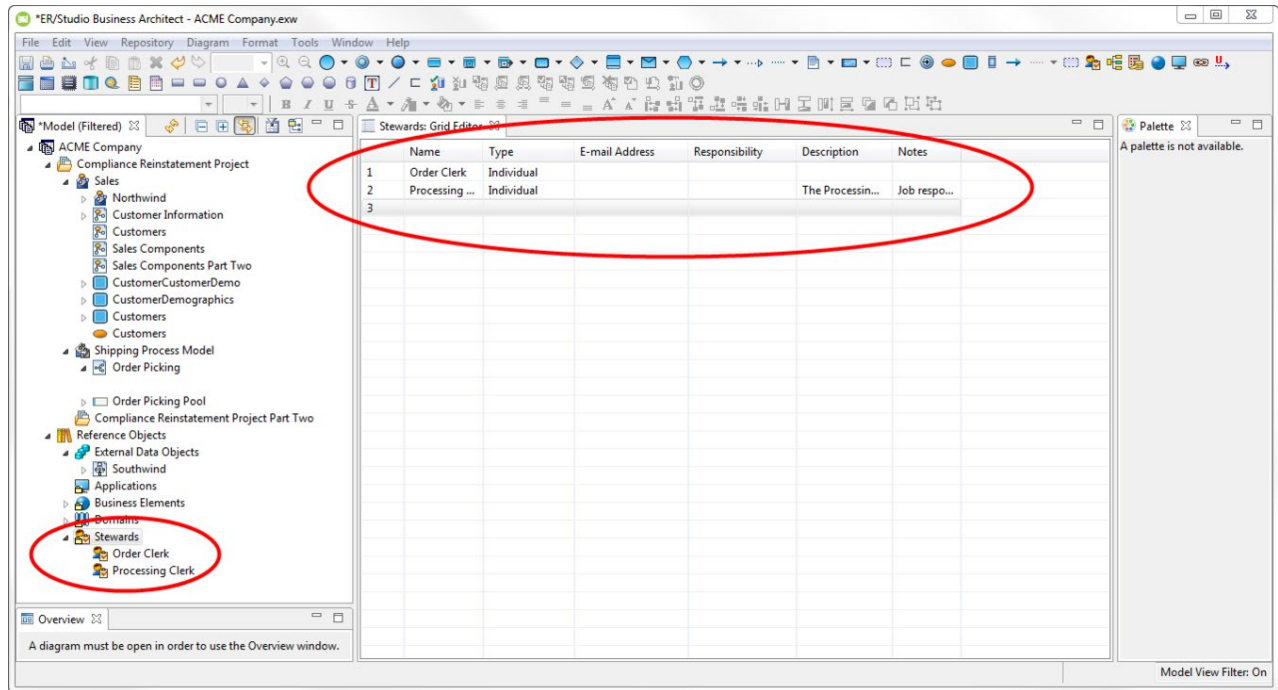 *ER/Studio Business Architect - ACME Company.exw
File Edit View Repository Diagram Format Tools Window Help
T
B I U S A
*Model (Filtered)
ACME Company
Compliance Reinstatement Project
Sales
Northwind
Customer Information
Customers
Sales Components
Sales Components Part Two
CustomerCustomerDemo
CustomerDemographics
Customers
Customers
Shipping Process Model
Order Picking
Order Picking Pool
Compliance Reinstatement Project Part Two
Reference Objects
External Data Objects
Southwind
Applications
Business Elements
Domains
Stewards
Order Clerk
Processing Clerk
Overview
A diagram must be open in order to use the Overview window.
Stewards: Grid Editor
Name Type E-mail Address Responsibility Description Notes
1 Order Clerk Individual
2 Processing ... Individual The Processin... Job respo...
3
Palette
A palette is not available.
Model View Filter: On